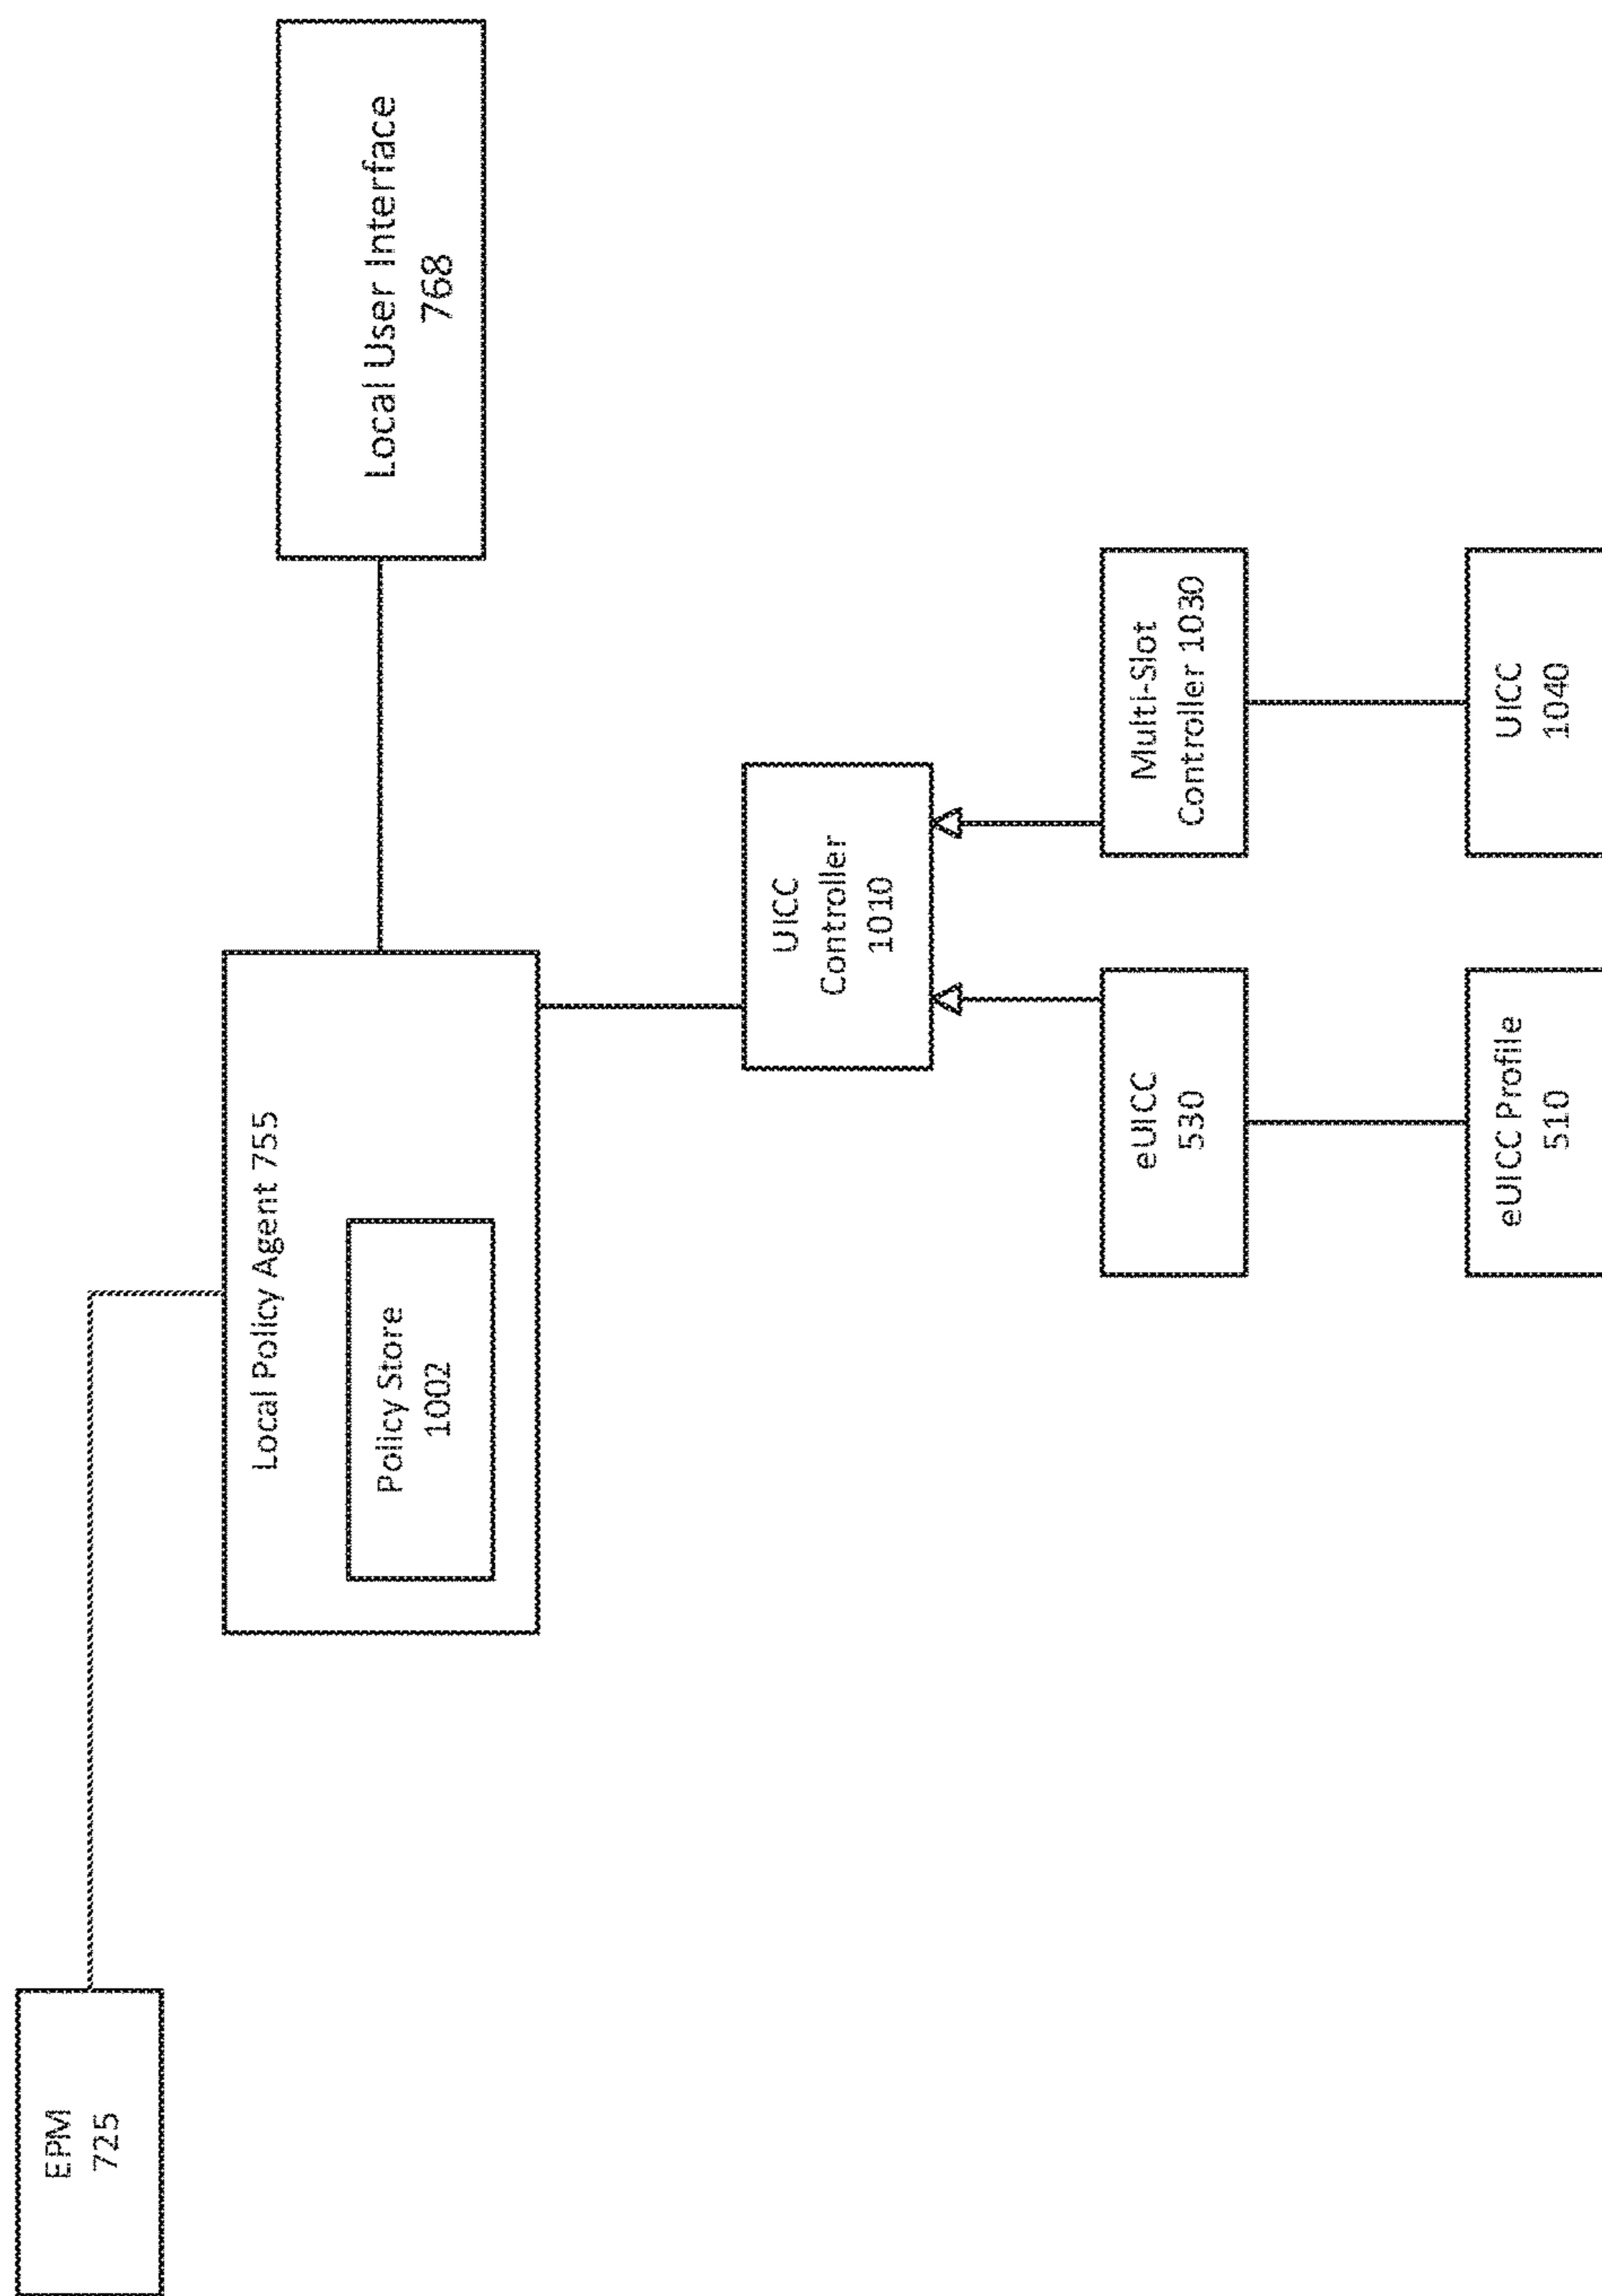 EPM
725
Local Policy Agent 755
Policy Store
1002
Local User Interface
768
UICC
Controller
1010
eUICC
530
Multi-Slot
Controller 1030
eUICC Profile
510
UICC
1040